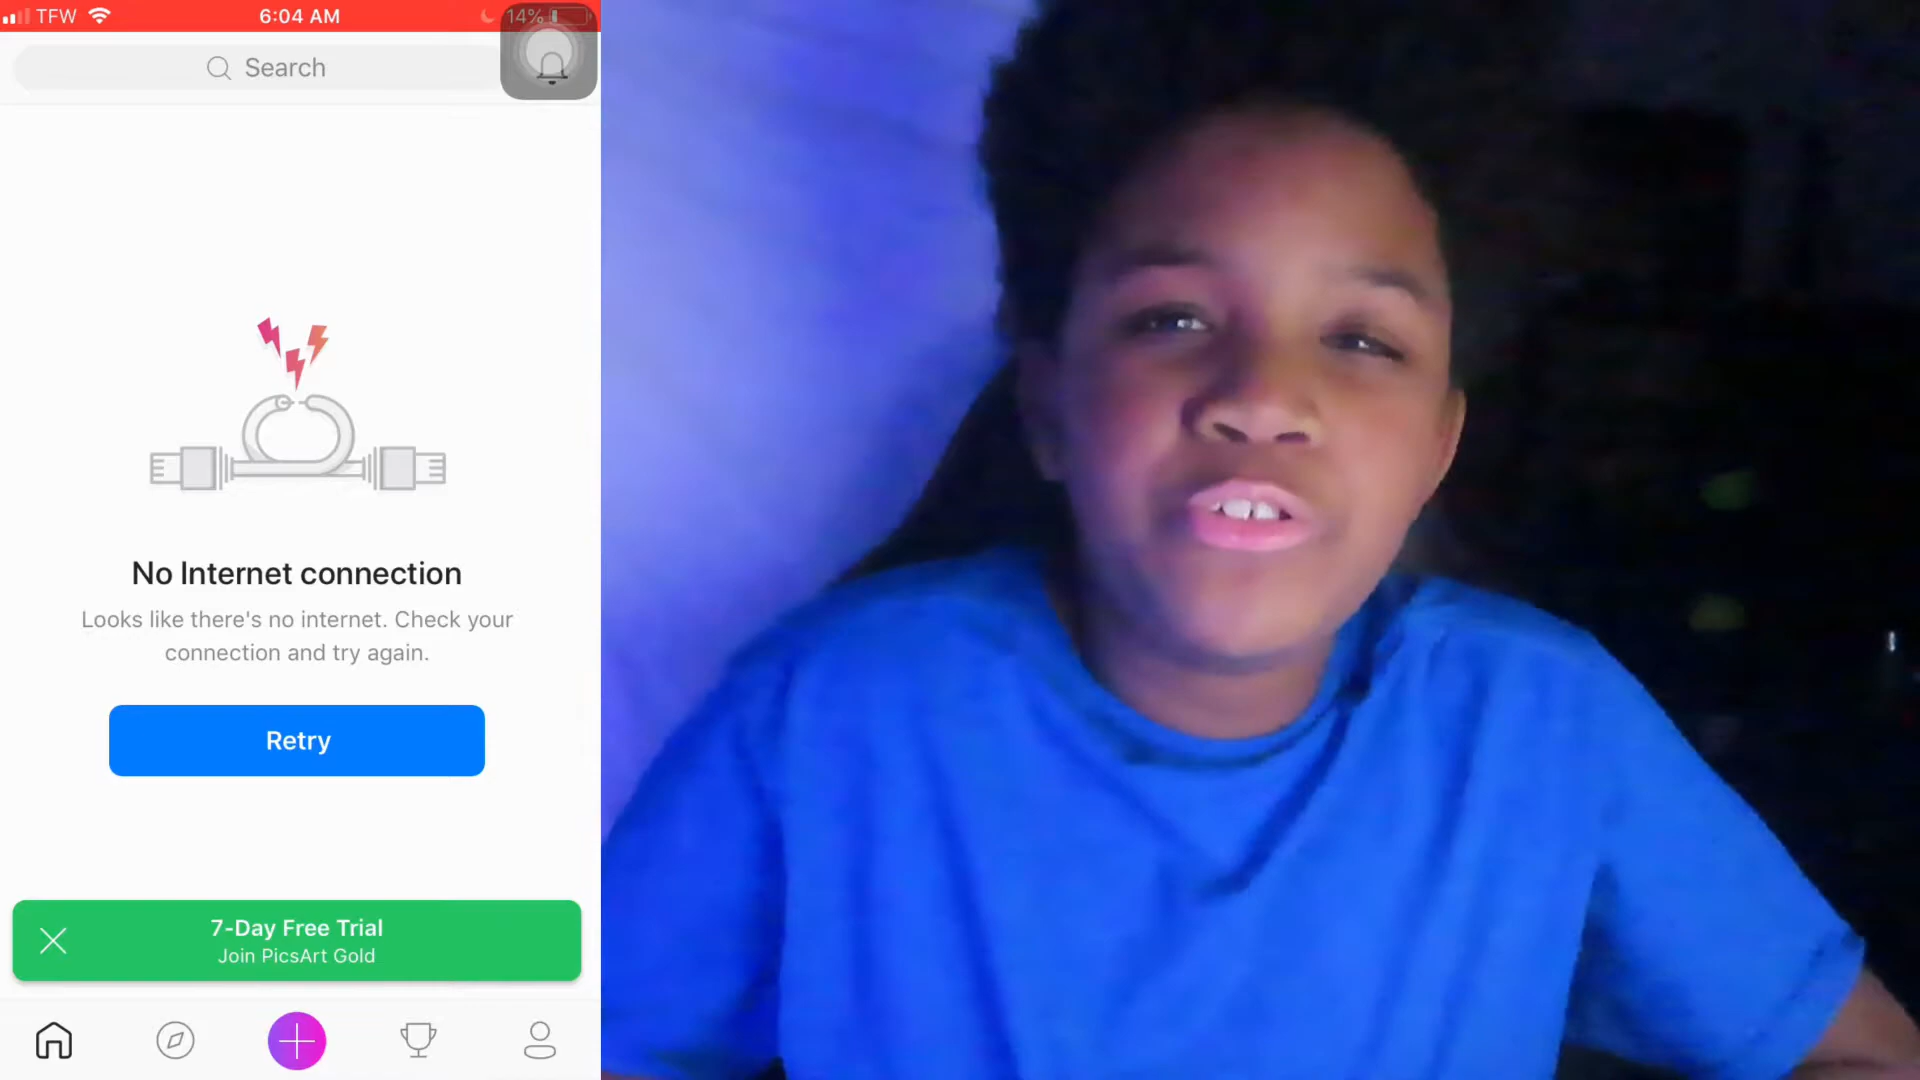 TFW 6:04 AM 14%
Search
No Internet connection
Looks like there's no internet. Check your
connection and try again.
Retry
7-Day Free Trial
Join PicsArt Gold